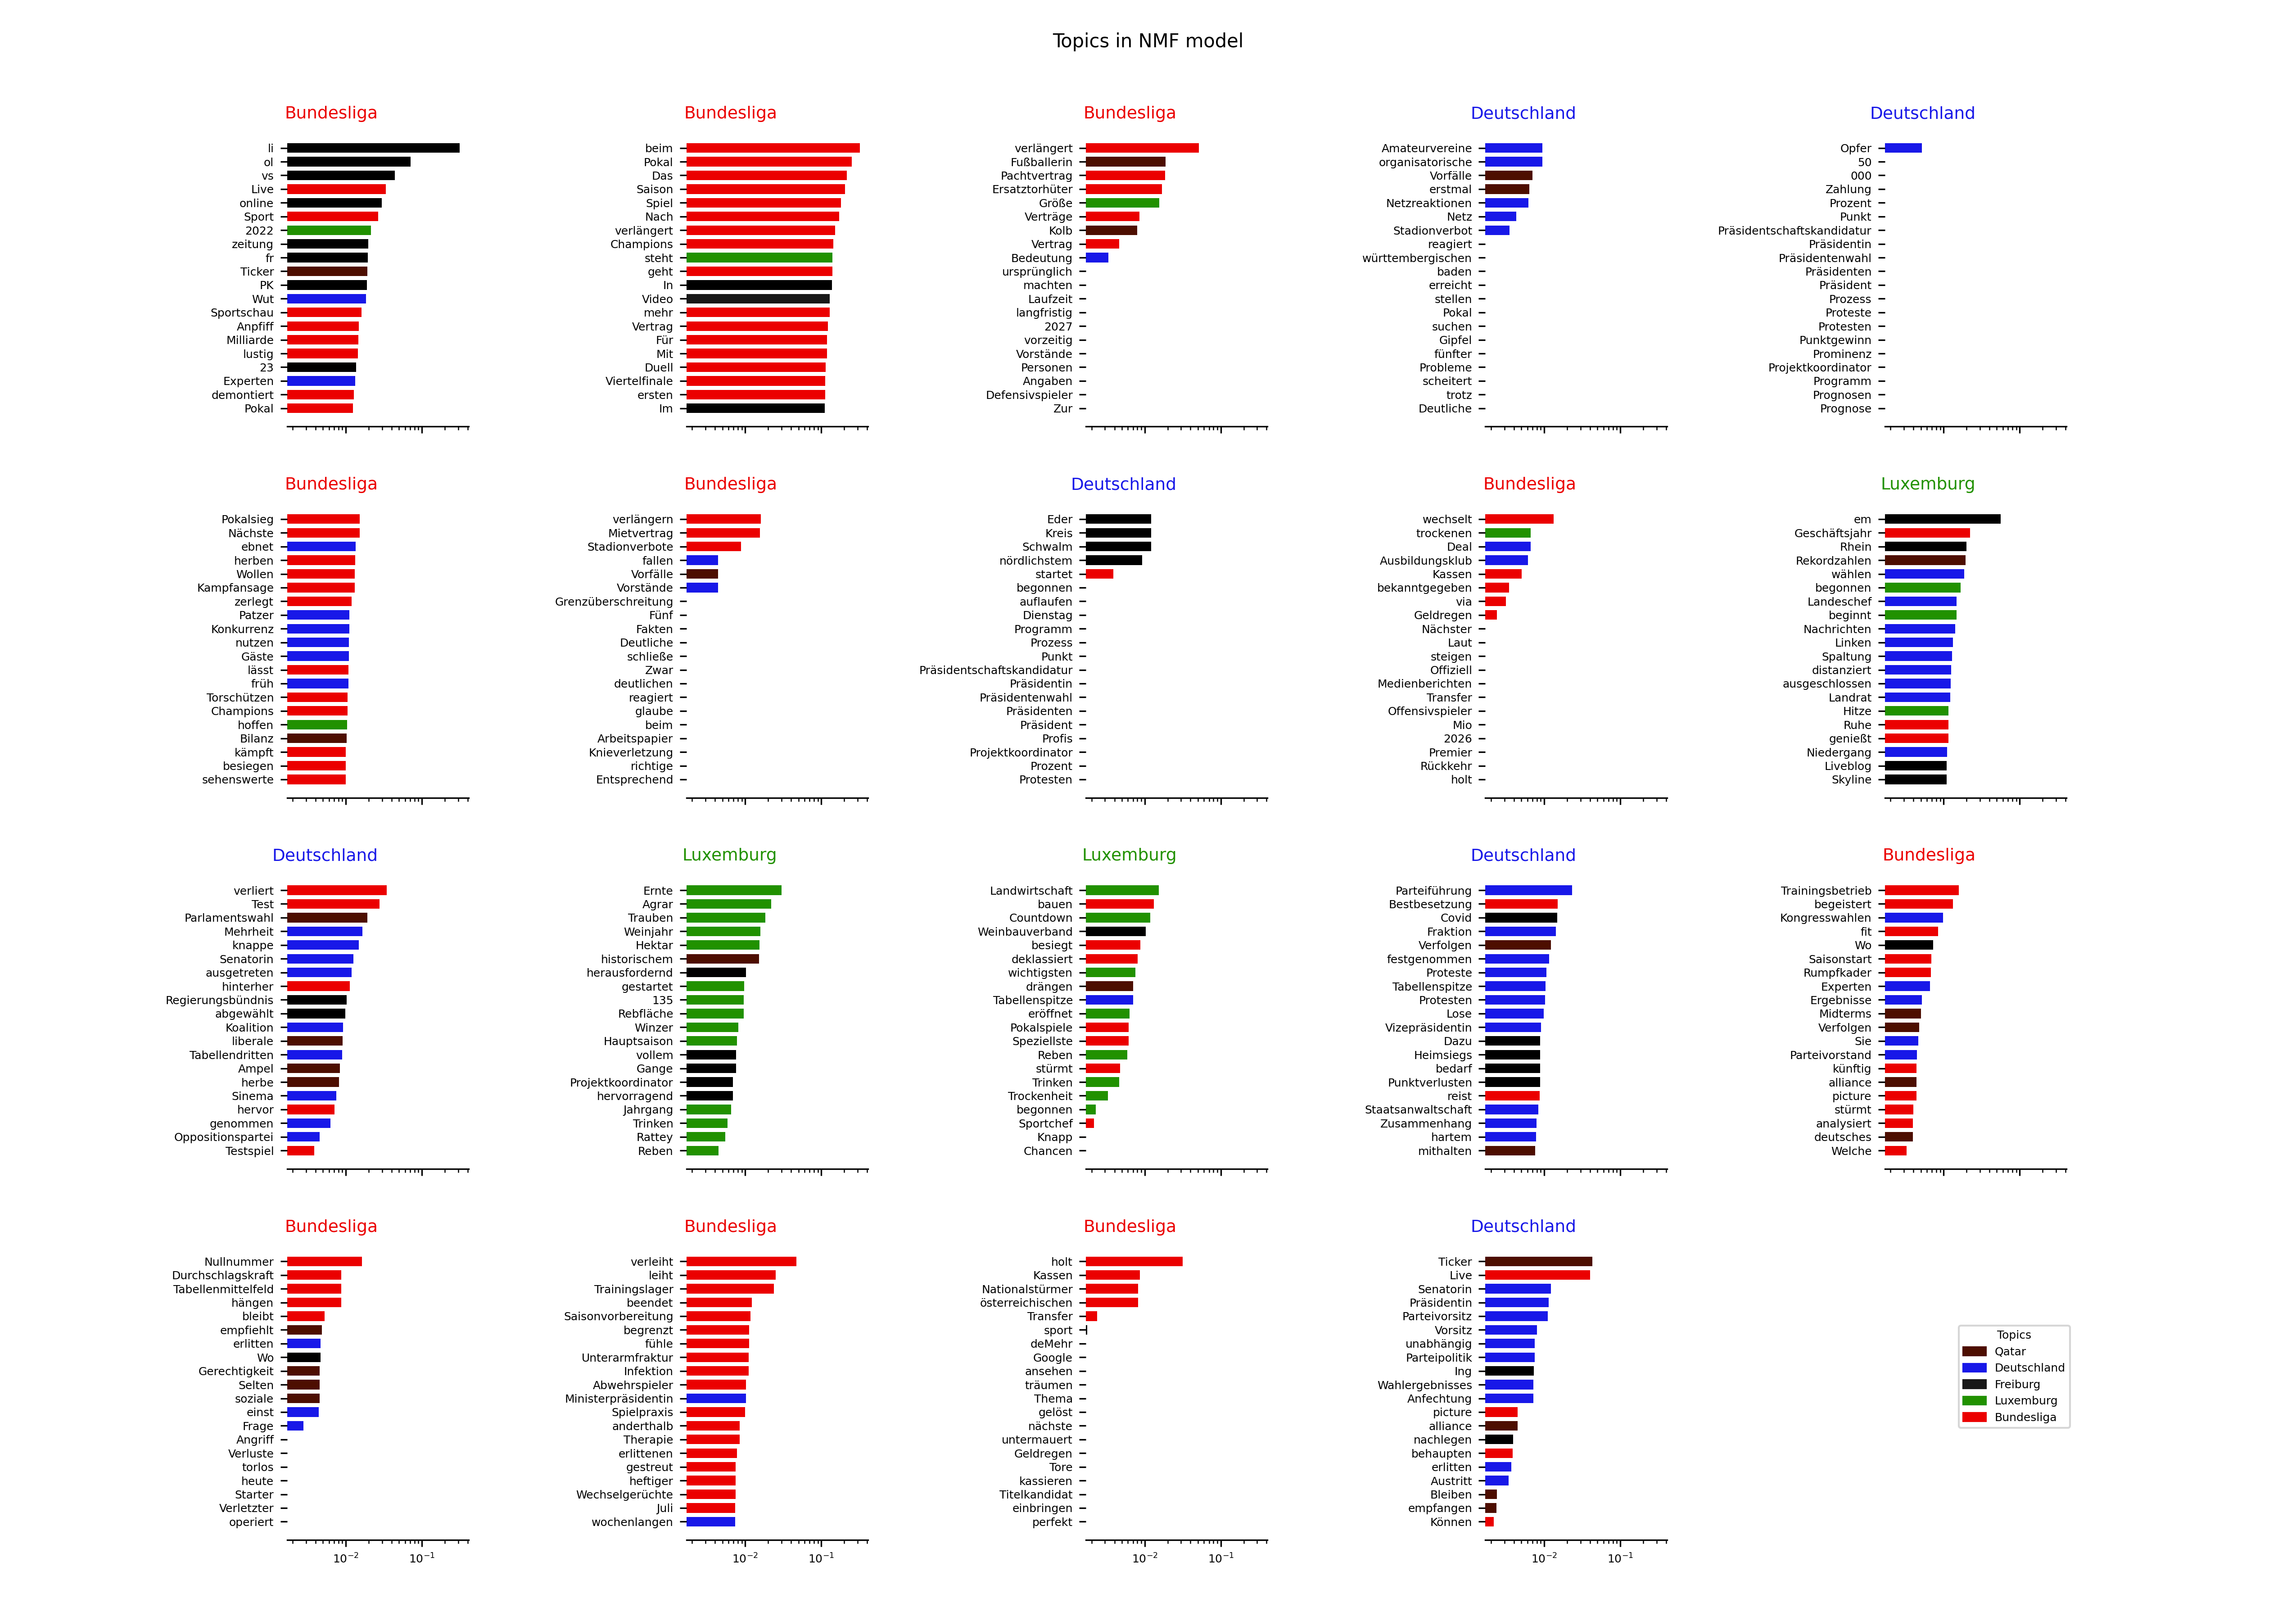 Topics in NMF model
Bundesliga
li
ol
vs
Live
online
Sport
2022
zeitung
fr
Ticker
PK
Wut
Sportschau
Anpfiff
Milliarde
lustig
23
Experten
demontiert
Pokal
Bundesliga
beim
Pokal
Das
Saison
Spiel
Nach
verlängert
Champions
steht
geht
In
Video
mehr
Vertrag
Für
Mit
Duell
Viertelfinale
ersten
Im
Bundesliga
verlängert
Fußballerin
Pachtvertrag
Ersatztorhüter
Größe
Verträge
Kolb
Vertrag
Bedeutung
ursprünglich
machten
Laufzeit
langfristig
2027
vorzeitig
Vorstände
Personen
Angaben
Defensivspieler
Zur
Deutschland
Amateurvereine
organisatorische
Vorfälle
erstmal
Netzreaktionen
Netz
Stadionverbot
reagiert
württembergischen
baden
erreicht
stellen
Pokal
suchen
Gipfel
fünfter
Probleme
scheitert
trotz
Deutliche
Deutschland
Opfer
50
000
Zahlung
Prozent
Punkt
Präsidentschaftskandidatur
Präsidentin
Präsidentenwahl
Präsidenten
Präsident
Prozess
Proteste
Protesten
Punktgewinn
Prominenz
Projektkoordinator
Programm
Prognosen
Prognose
Bundesliga
Pokalsieg
Nächste
ebnet
herben
Wollen
Kampfansage
zerlegt
Patzer
Konkurrenz
nutzen
Gäste
lässt
früh
Torschützen
Champions
hoffen
Bilanz
kämpft
besiegen
sehenswerte
Bundesliga
verlängern
Mietvertrag
Stadionverbote
fallen
Vorfälle
Vorstände
Grenzüberschreitung
Fünf
Fakten
Deutliche
schließe
Zwar
deutlichen
reagiert
glaube
beim
Arbeitspapier
Knieverletzung
richtige
Entsprechend
Deutschland
Eder
Kreis
Schwalm
nördlichstem
startet
begonnen
auflaufen
Dienstag
Programm
Prozess
Punkt
Präsidentschaftskandidatur
Präsidentin
Präsidentenwahl
Präsidenten
Präsident
Profis
Projektkoordinator
Prozent
Protesten
Bundesliga
wechselt
trockenen
Deal
Ausbildungsklub
Kassen
bekanntgegeben
via
Geldregen
Nächster
Laut
steigen
Offiziell
Medienberichten
Transfer
Offensivspieler
Mio
2026
Premier
Rückkehr
holt
Luxemburg
em
Geschäftsjahr
Rhein
Rekordzahlen
wählen
begonnen
Landeschef
beginnt
Nachrichten
Linken
Spaltung
distanziert
ausgeschlossen
Landrat
Hitze
Ruhe
genießt
Niedergang
Liveblog
Skyline
Deutschland
verliert
Test
Parlamentswahl
Mehrheit
knappe
Senatorin
ausgetreten
hinterher
Regierungsbündnis
abgewählt
Koalition
liberale
Tabellendritten
Ampel
herbe
Sinema
hervor
genommen
Oppositionspartei
Testspiel
Luxemburg
Ernte
Agrar
Trauben
Weinjahr
Hektar
historischem
herausfordernd
gestartet
135
Rebfläche
Winzer
Hauptsaison
vollem
Gange
Projektkoordinator
hervorragend
Jahrgang
Trinken
Rattey
Reben
Luxemburg
Landwirtschaft
bauen
Countdown
Weinbauverband
besiegt
deklassiert
wichtigsten
drängen
Tabellenspitze
eröffnet
Pokalspiele
Speziellste
Reben
stürmt
Trinken
Trockenheit
begonnen
Sportchef
Knapp
Chancen
Deutschland
Parteiführung
Bestbesetzung
Covid
Fraktion
Verfolgen
festgenommen
Proteste
Tabellenspitze
Protesten
Lose
Vizepräsidentin
Dazu
Heimsiegs
bedarf
Punktverlusten
reist
Staatsanwaltschaft
Zusammenhang
hartem
mithalten
Bundesliga
Trainingsbetrieb
begeistert
Kongresswahlen
fit
Wo
Saisonstart
Rumpfkader
Experten
Ergebnisse
Midterms
Verfolgen
Sie
Parteivorstand
künftig
alliance
picture
stürmt
analysiert
deutsches
Welche
Bundesliga
Nullnummer
Durchschlagskraft
Tabellenmittelfeld
hängen
bleibt
empfiehlt
erlitten
Wo
Gerechtigkeit
Selten
soziale
einst
Frage
Angriff
Verluste
torlos
heute
Starter
Verletzter
operiert
10⁻² 10⁻¹
Bundesliga
verleiht
leiht
Trainingslager
beendet
Saisonvorbereitung
begrenzt
fühle
Unterarmfraktur
Infektion
Abwehrspieler
Ministerpräsidentin
Spielpraxis
anderthalb
Therapie
erlittenen
gestreut
heftiger
Wechselgerüchte
Juli
wochenlangen
10⁻² 10⁻¹
Bundesliga
holt
Kassen
Nationalstürmer
österreichischen
Transfer
sport
deMehr
Google
ansehen
träumen
Thema
gelöst
nächste
untermauert
Geldregen
Tore
kassieren
Titelkandidat
einbringen
perfekt
10⁻² 10⁻¹
Deutschland
Ticker
Live
Senatorin
Präsidentin
Parteivorsitz
Vorsitz
unabhängig
Parteipolitik
Ing
Wahlergebnisses
Anfechtung
picture
alliance
nachlegen
behaupten
erlitten
Austritt
Bleiben
empfangen
Können
10⁻² 10⁻¹
Topics
Qatar
Deutschland
Freiburg
Luxemburg
Bundesliga